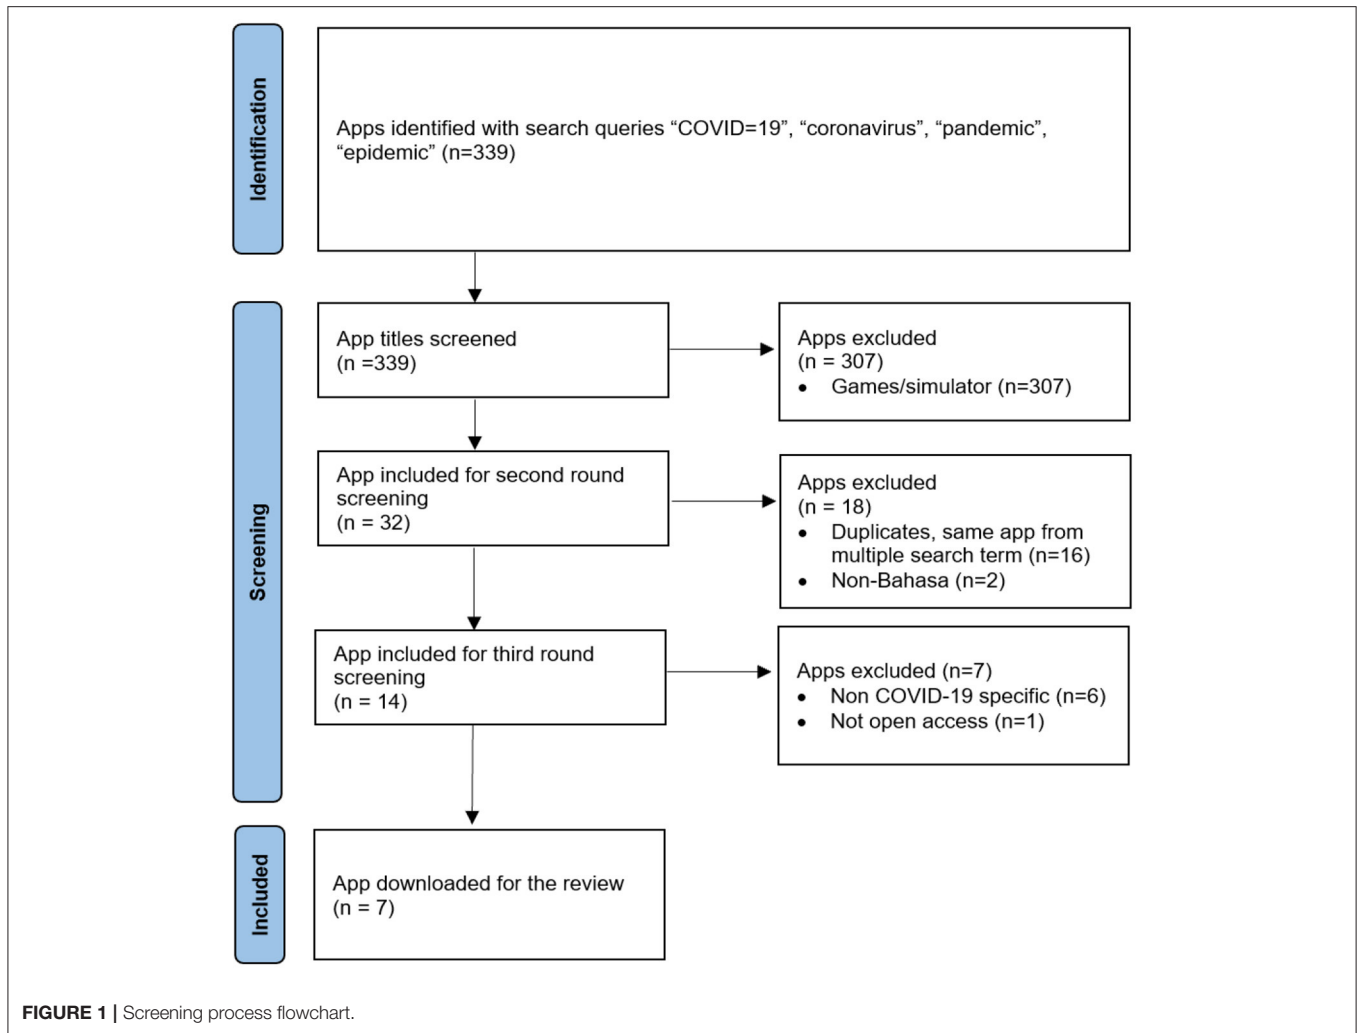 Identification
Apps identified with search queries “COVID=19”, “coronavirus”, “pandemic”,
“epidemic” (n=339)
Screening
App titles screened
(n =339)
Apps excluded
(n = 307)
• Games/simulator (n=307)
App included for second round
screening
(n = 32)
Apps excluded
(n = 18)
• Duplicates, same app from
multiple search term (n=16)
• Non-Bahasa (n=2)
App included for third round
screening
(n = 14)
Apps excluded (n=7)
• Non COVID-19 specific (n=6)
• Not open access (n=1)
Included
App downloaded for the review
(n = 7)
FIGURE 1 | Screening process flowchart.